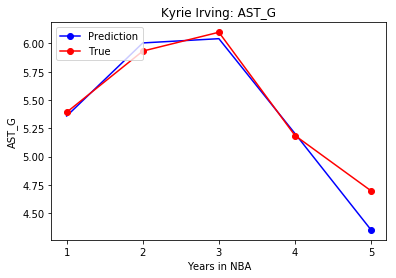 Kyrie Irving: AST_G
Prediction
True
6.00
5.75
5.50
5.25
5.00
4.75
4.50
AST_G
1 2 3 4 5
Years in NBA